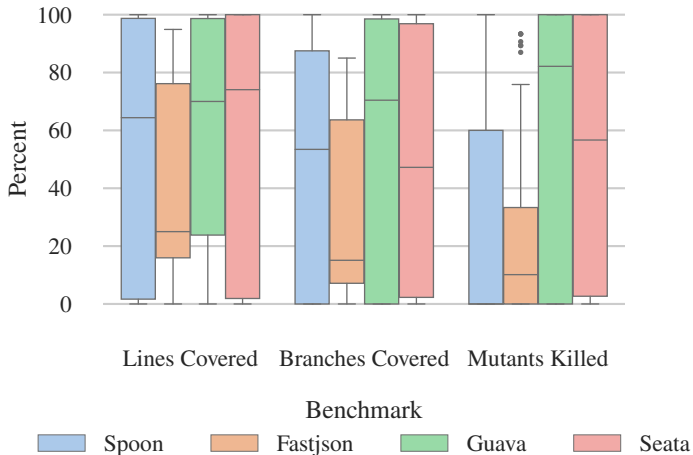 100
80
60
40
20
0
Percent
Lines Covered Branches Covered Mutants Killed
Benchmark
Spoon Fastjson Guava Seata